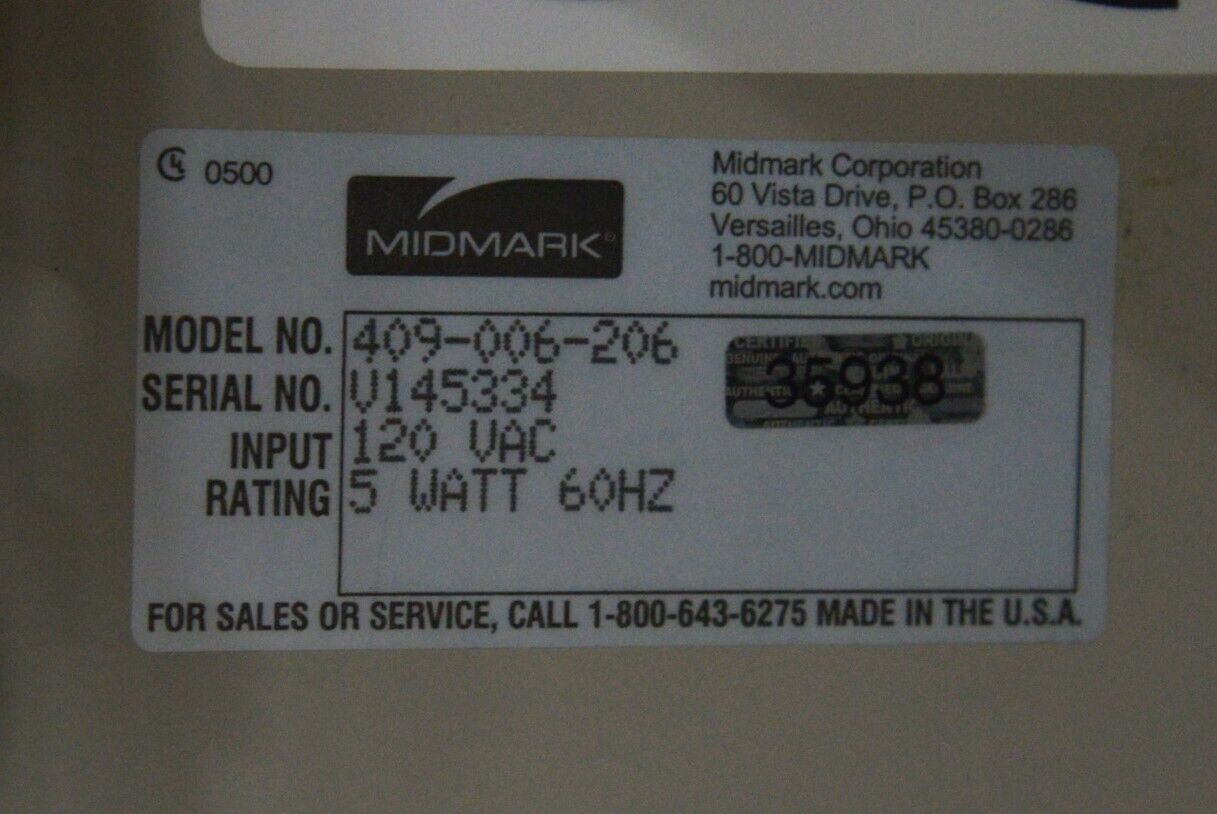 0500
MIDMARK®
Midmark Corporation
60 Vista Drive, P.O. Box 286
Versailles, Ohio 45380-0286
1-800-MIDMARK
midmark.com
MODEL NO. 409-006-206
SERIAL NO. V145334
INPUT 120 VAC
RATING 5 WATT 60HZ
35938
FOR SALES OR SERVICE, CALL 1-800-643-6275 MADE IN THE U.S.A.